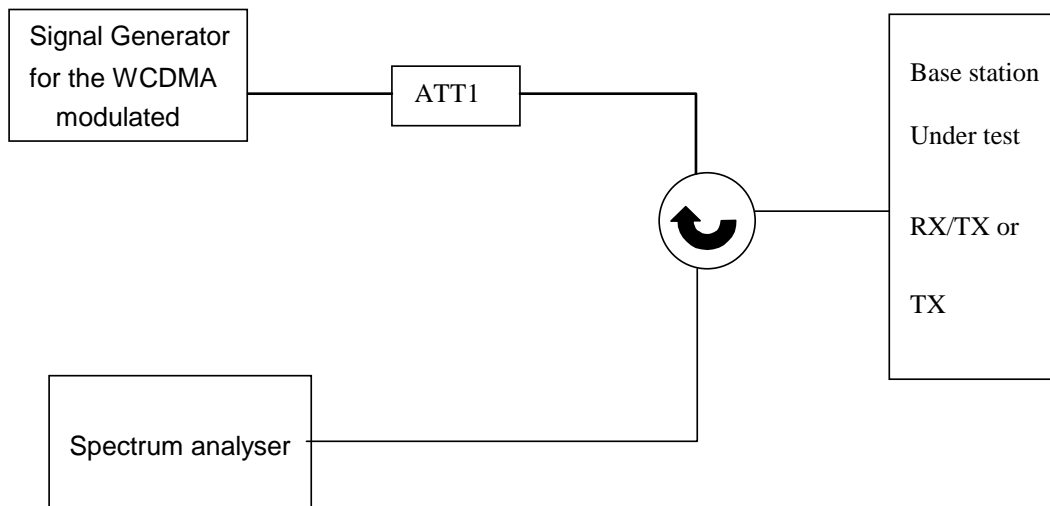 Signal Generator
for the WCDMA
modulated
ATT1
Base station
Under test
RX/TX or
TX
Spectrum analyser